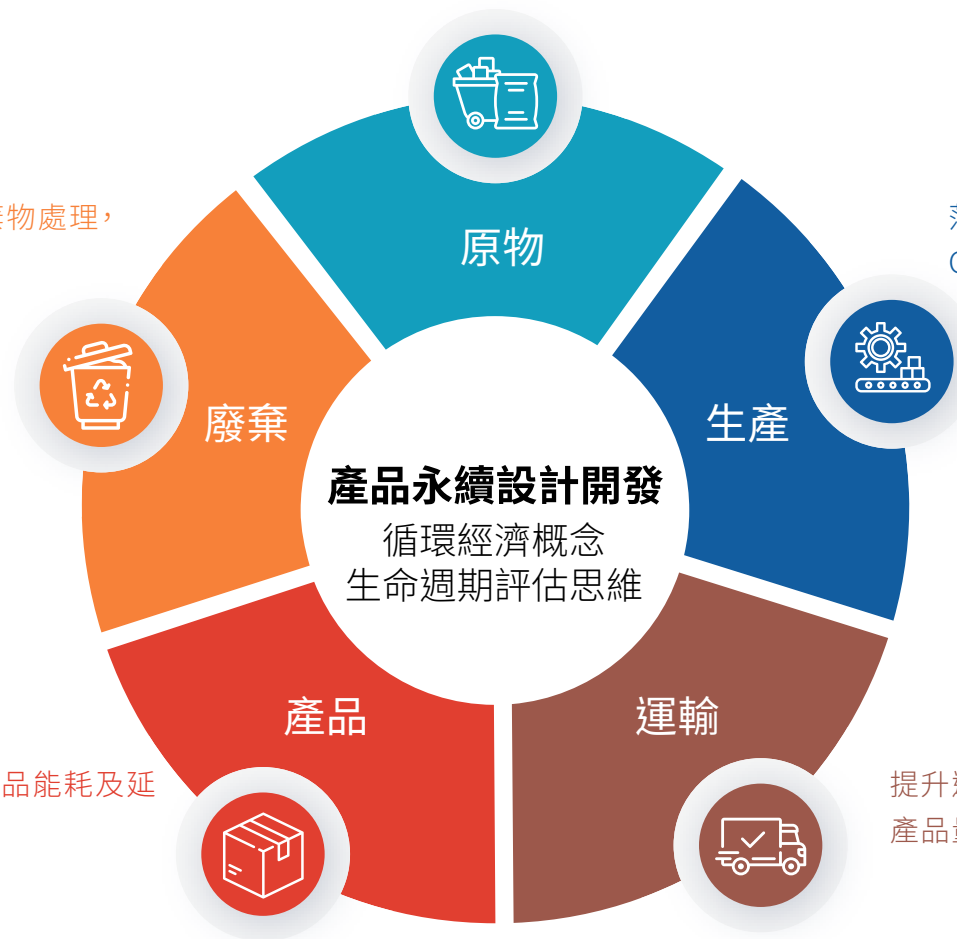 原物
物處理，
生產
廢棄
產品永續設計開發
循環經濟概念
生命週期評估思維
產品
運輸
品能耗及延
提升
產品